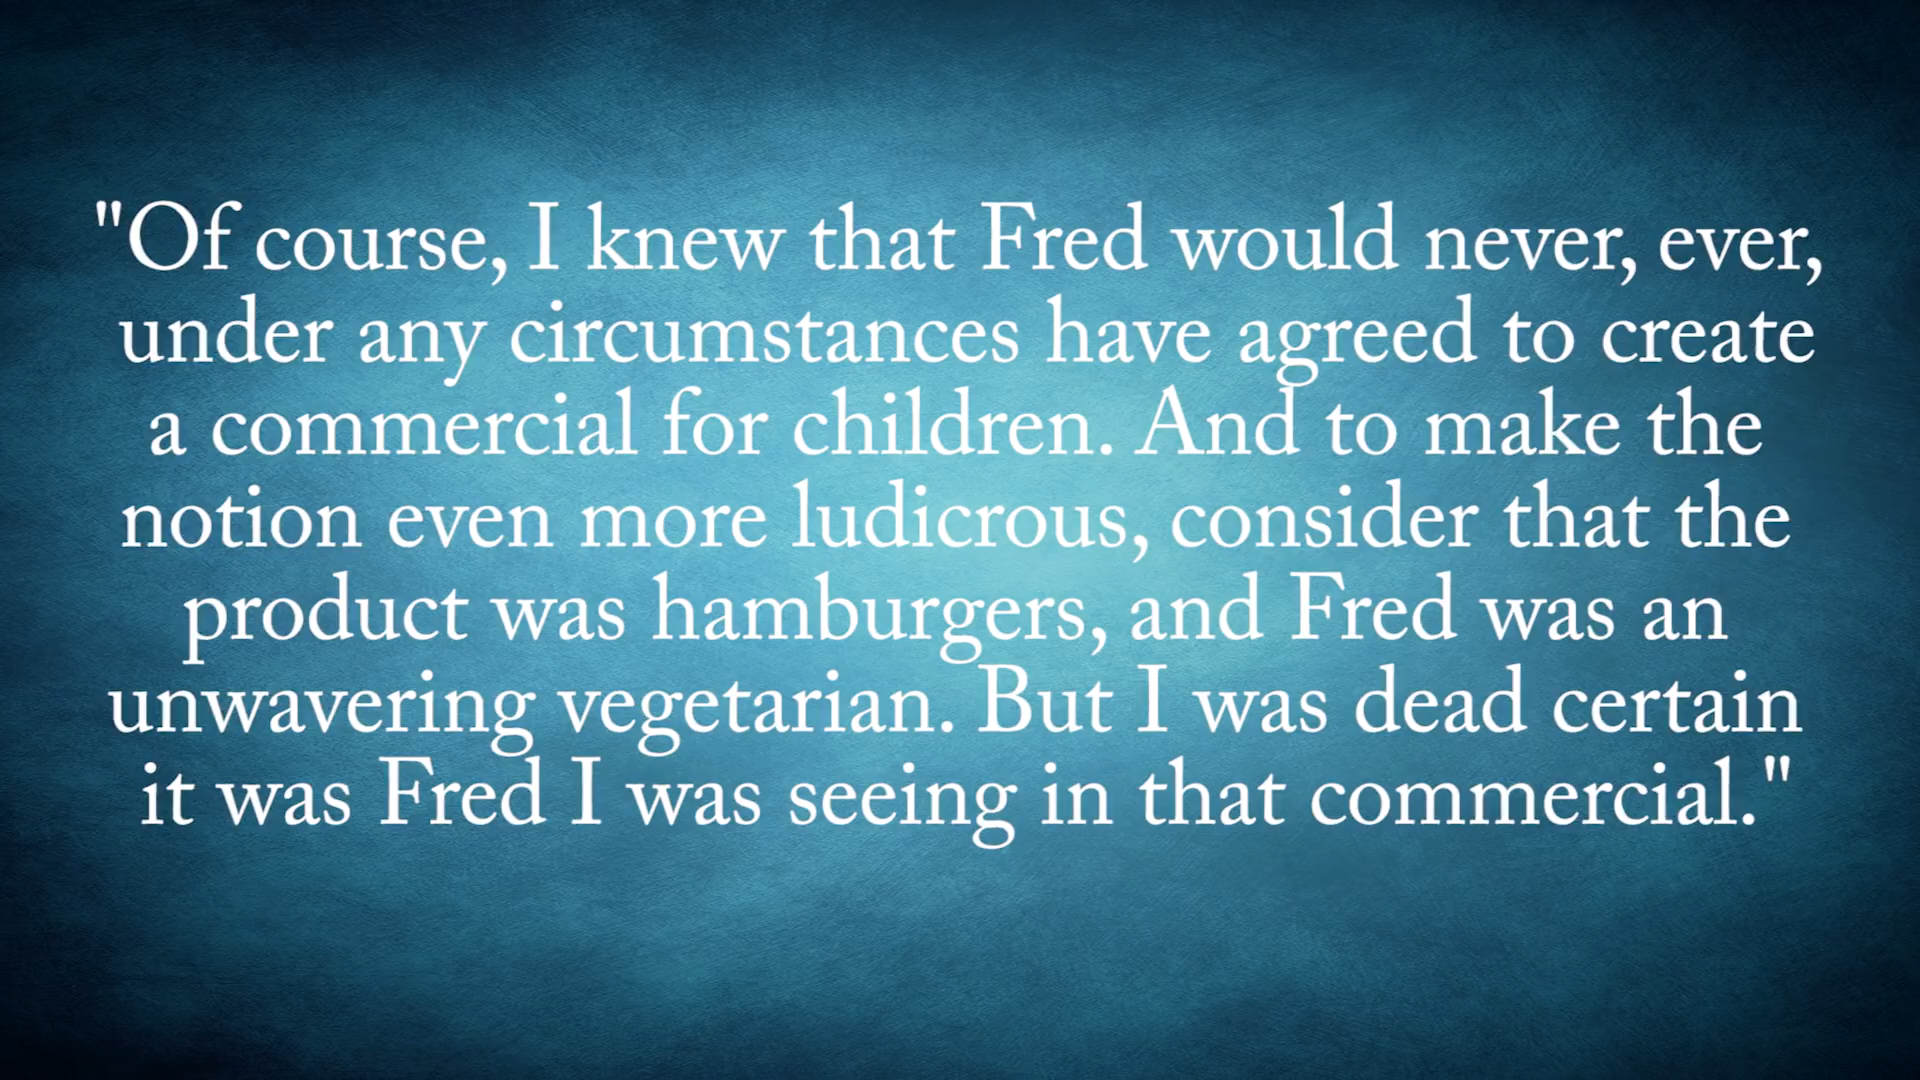 "Of course, I knew that Fred would never, ever,
under any circumstances have agreed to create
a commercial for children. And to make the
notion even more ludicrous, consider that the
product was hamburgers, and Fred was an
unwavering vegetarian. But I was dead certain
it was Fred I was seeing in that commercial."